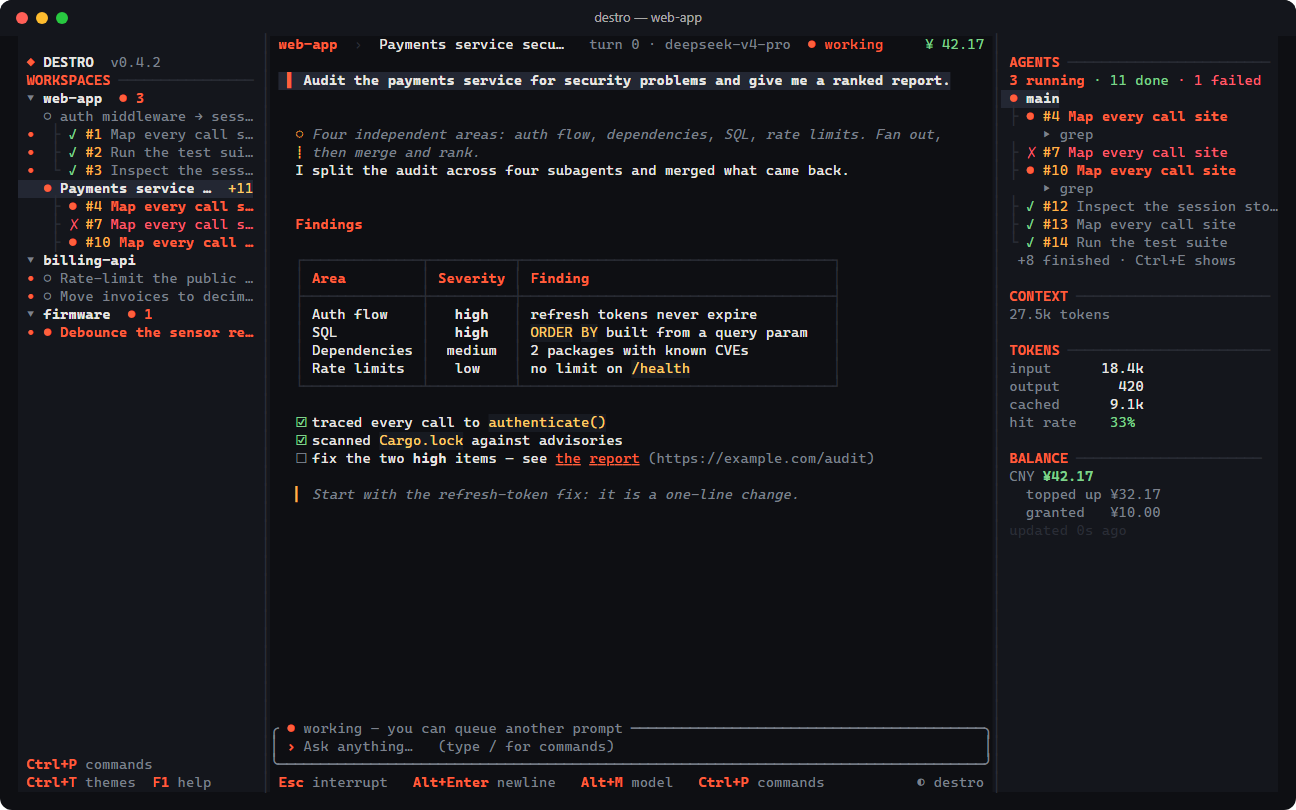 destro — web-app
◆ DESTRO v0.4.2
WORKSPACES
▾ web-app ● 3
○ auth middleware → sess…
● ✓ #1 Map every call s…
● ✓ #2 Run the test sui…
● ✓ #3 Inspect the sess…
● Payments service … +11
● #4 Map every call s…
✗ #7 Map every call s…
● #10 Map every call …
▾ billing-api
● ○ Rate-limit the public …
● ○ Move invoices to decim…
▾ firmware ● 1
● ● Debounce the sensor re…
Ctrl+P commands
Ctrl+T themes F1 help
web-app › Payments service secu… turn 0 · deepseek-v4-pro ● working ¥ 42.17
Audit the payments service for security problems and give me a ranked report.
○ Four independent areas: auth flow, dependencies, SQL, rate limits. Fan out,
then merge and rank.
I split the audit across four subagents and merged what came back.
Findings
Area Severity Finding
Auth flow high refresh tokens never expire
SQL high ORDER BY built from a query param
Dependencies medium 2 packages with known CVEs
Rate limits low no limit on /health
☑ traced every call to authenticate()
☑ scanned Cargo.lock against advisories
☐ fix the two high items — see the report (https://example.com/audit)
Start with the refresh-token fix: it is a one-line change.
● working — you can queue another prompt
› Ask anything… (type / for commands)
Esc interrupt Alt+Enter newline Alt+M model Ctrl+P commands ◐ destro
AGENTS
3 running · 11 done · 1 failed
● main
● #4 Map every call site
▸ grep
✗ #7 Map every call site
● #10 Map every call site
▸ grep
✓ #12 Inspect the session sto…
✓ #13 Map every call site
✓ #14 Run the test suite
+8 finished · Ctrl+E shows
CONTEXT
27.5k tokens
TOKENS
input 18.4k
output 420
cached 9.1k
hit rate 33%
BALANCE
CNY ¥42.17
topped up ¥32.17
granted ¥10.00
updated 0s ago